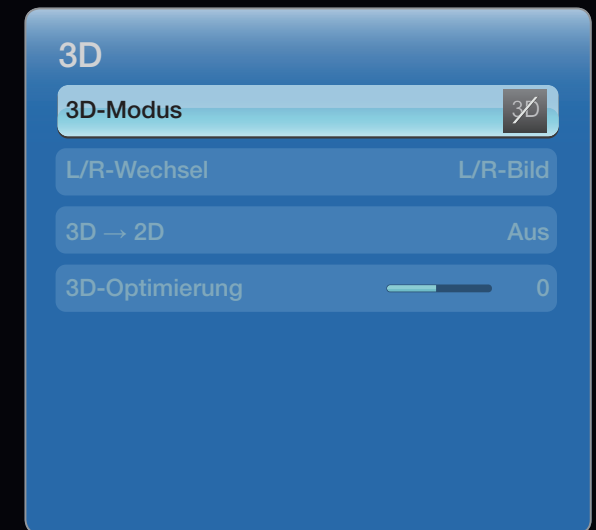 3D
3D-Modus 3D
L/R-Wechsel L/R-Bild
3D → 2D Aus
3D-Optimierung 0